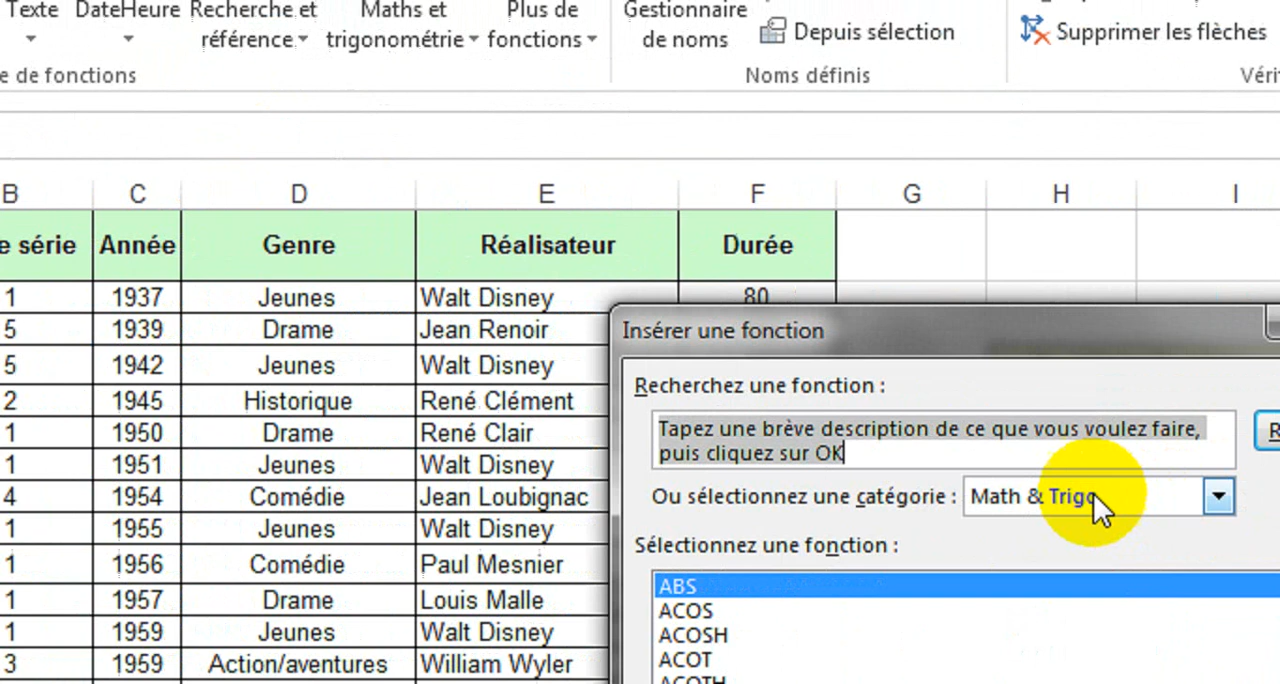 Texte DateHeure Recherche et Maths et Plus de Gestionnaire
référence trigonométrie fonctions de noms Depuis sélection Supprimer les flèches
e de fonctions Noms définis Véri
B C D E F G H I
e série Année Genre Réalisateur Durée
1 1937 Jeunes Walt Disney 80
5 1939 Drame Jean Renoir
5 1942 Jeunes Walt Disney
2 1945 Historique René Clément
1 1950 Drame René Clair
1 1951 Jeunes Walt Disney
4 1954 Comédie Jean Loubignac
1 1955 Jeunes Walt Disney
1 1956 Comédie Paul Mesnier
1 1957 Drame Louis Malle
1 1959 Jeunes Walt Disney
3 1959 Action/aventures William Wyler
Insérer une fonction
Recherchez une fonction :
Tapez une brève description de ce que vous voulez faire,
puis cliquez sur OK
R
Ou sélectionnez une catégorie : Math & Trigo
Sélectionnez une fonction :
ABS
ACOS
ACOSH
ACOT
ACOTH